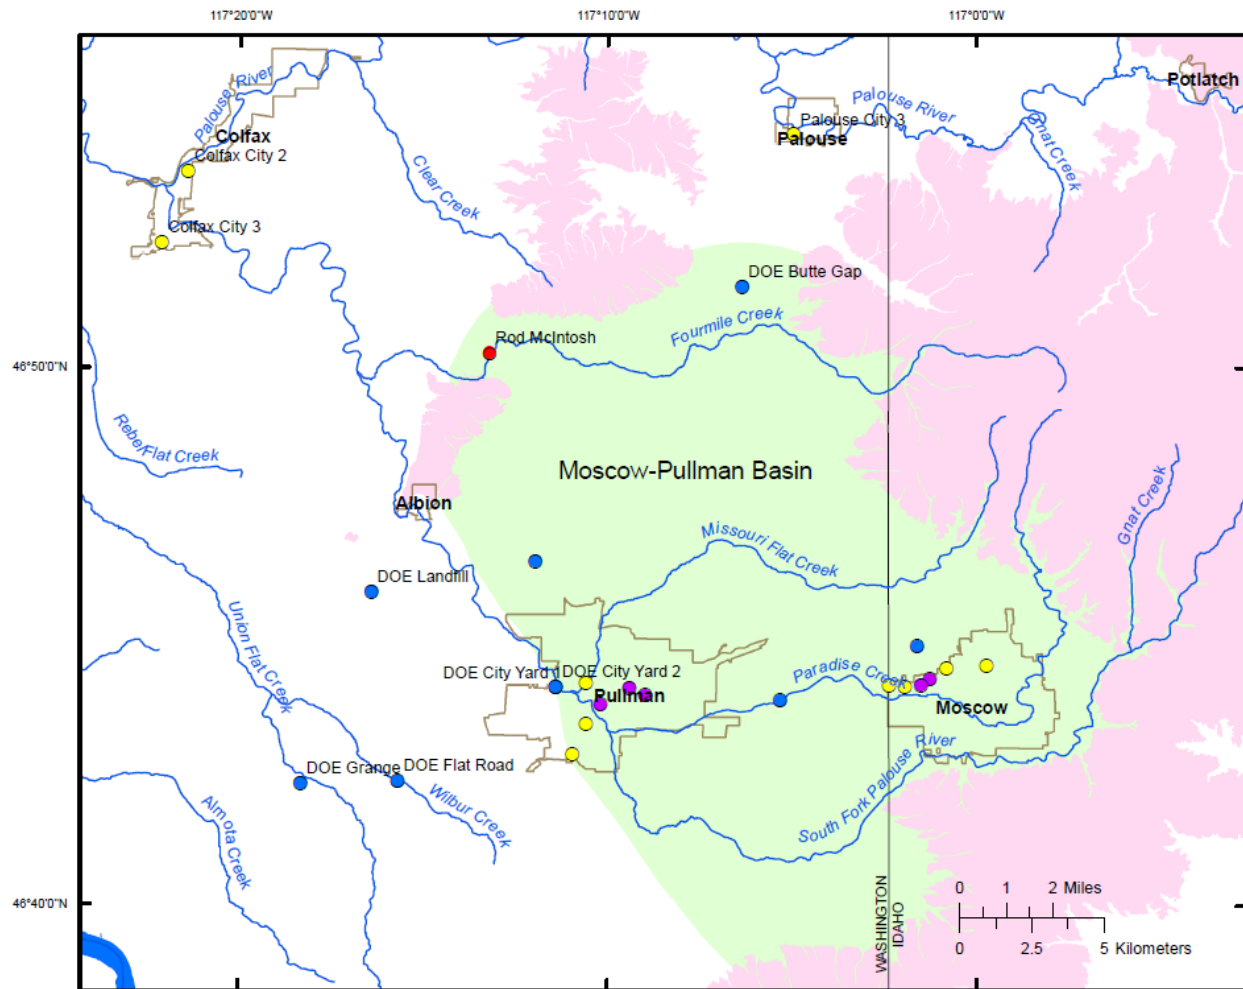 117°20'0"W
117°10'0"W
117°0'0"W
Potlatch
Palouse River
Colfax
Colfax City 2
Colfax City 3
Clear Creek
Palouse City 3
Palouse
Palouse River
Gnat Creek
DOE Butte Gap
Rod McIntosh
Fourmile Creek
46°50'0"N
Rebel Flat Creek
Moscow-Pullman Basin
Albion
Missouri Flat Creek
Gnat Creek
DOE Landfill
Union Flat Creek
DOE City Yard 1
DOE City Yard 2
Pullman
Paradise Creek
Moscow
DOE Grange
DOE Flat Road
Wilbur Creek
Almota Creek
South Fork Palouse River
46°40'0"N
WASHINGTON
IDAHO
0 1 2 Miles
0 2.5 5 Kilometers